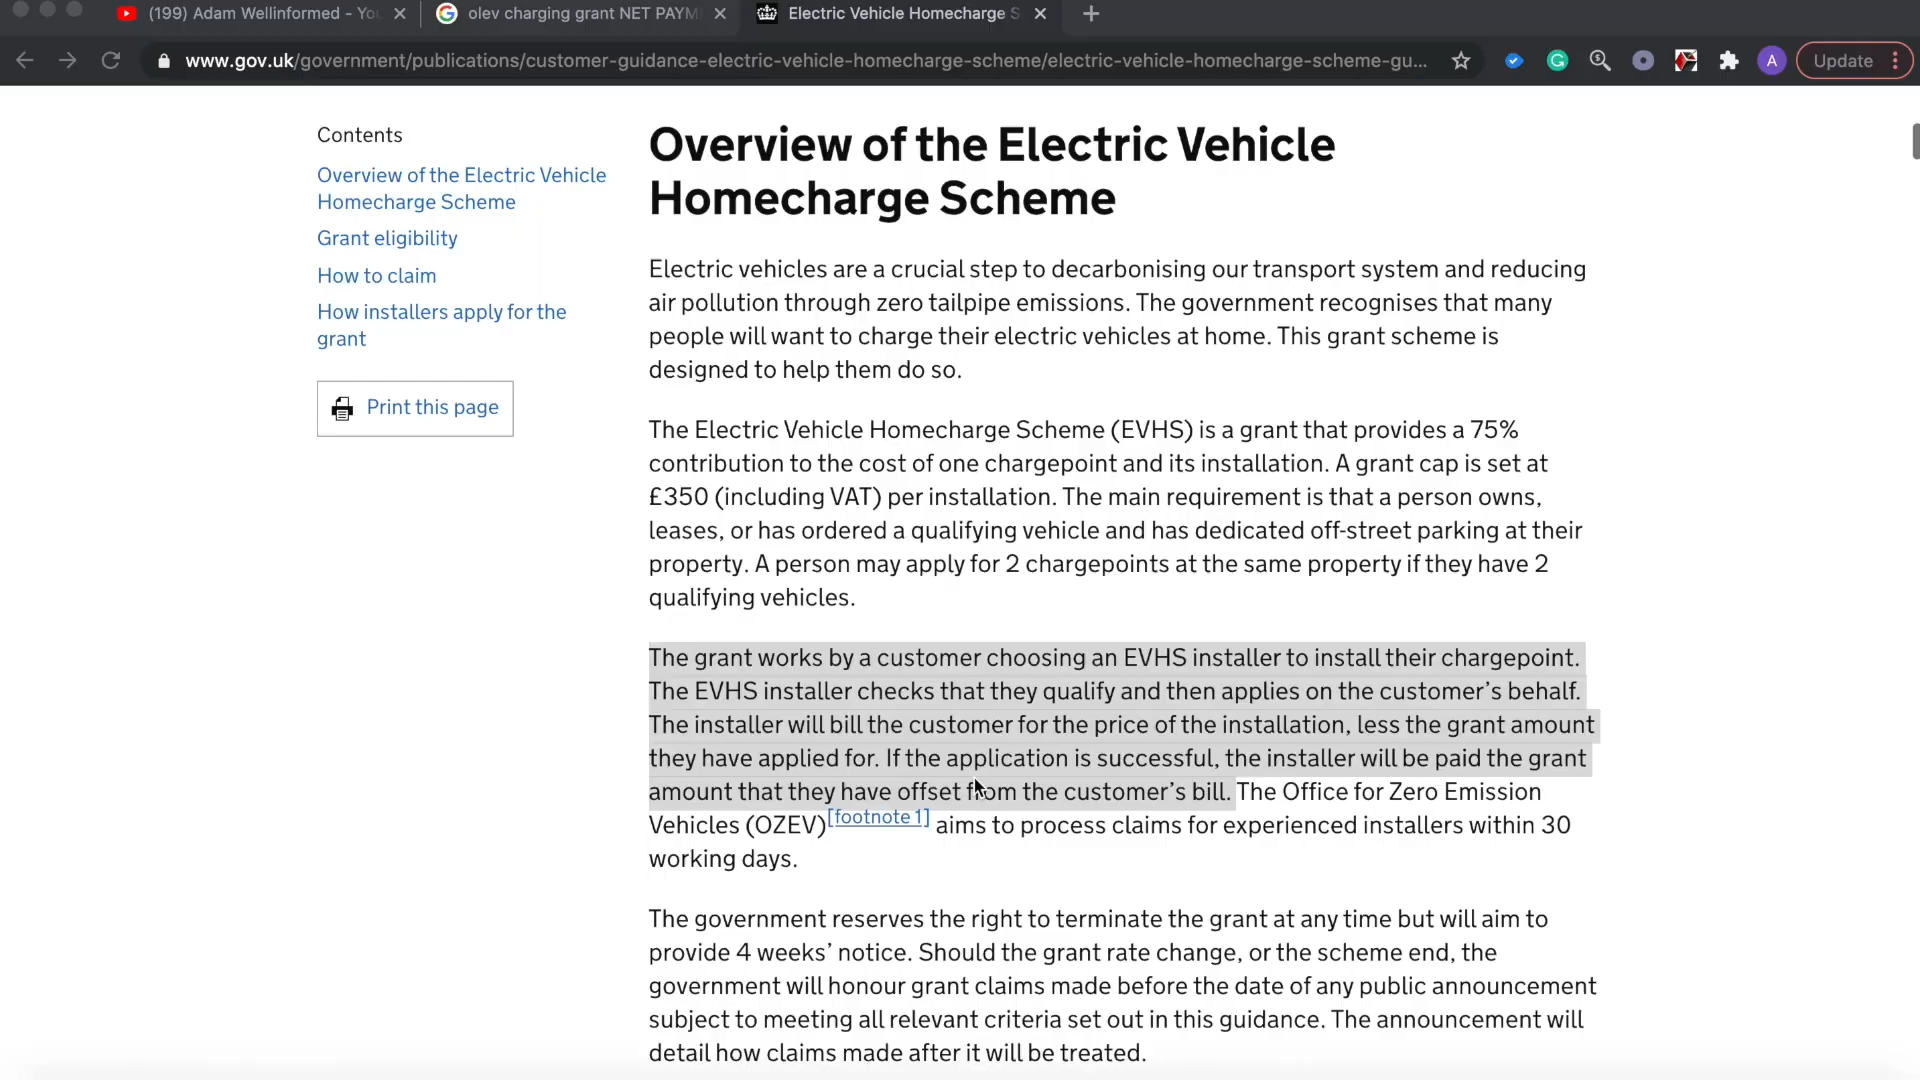 (199) Adam Wellinformed - Yo
olev charging grant NET PAYM
Electric Vehicle Homecharge S
www.gov.uk/government/publications/customer-guidance-electric-vehicle-homecharge-scheme/electric-vehicle-homecharge-scheme-gu...
A
Update
Contents
Overview of the Electric Vehicle
Homecharge Scheme
Grant eligibility
How to claim
How installers apply for the
grant
Print this page
Overview of the Electric Vehicle
Homecharge Scheme
Electric vehicles are a crucial step to decarbonising our transport system and reducing
air pollution through zero tailpipe emissions. The government recognises that many
people will want to charge their electric vehicles at home. This grant scheme is
designed to help them do so.
The Electric Vehicle Homecharge Scheme (EVHS) is a grant that provides a 75%
contribution to the cost of one chargepoint and its installation. A grant cap is set at
£350 (including VAT) per installation. The main requirement is that a person owns,
leases, or has ordered a qualifying vehicle and has dedicated off-street parking at their
property. A person may apply for 2 chargepoints at the same property if they have 2
qualifying vehicles.
The grant works by a customer choosing an EVHS installer to install their chargepoint.
The EVHS installer checks that they qualify and then applies on the customer’s behalf.
The installer will bill the customer for the price of the installation, less the grant amount
they have applied for. If the application is successful, the installer will be paid the grant
amount that they have offset from the customer’s bill. The Office for Zero Emission
Vehicles (OZEV)[footnote 1] aims to process claims for experienced installers within 30
working days.
The government reserves the right to terminate the grant at any time but will aim to
provide 4 weeks’ notice. Should the grant rate change, or the scheme end, the
government will honour grant claims made before the date of any public announcement
subject to meeting all relevant criteria set out in this guidance. The announcement will
detail how claims made after it will be treated.